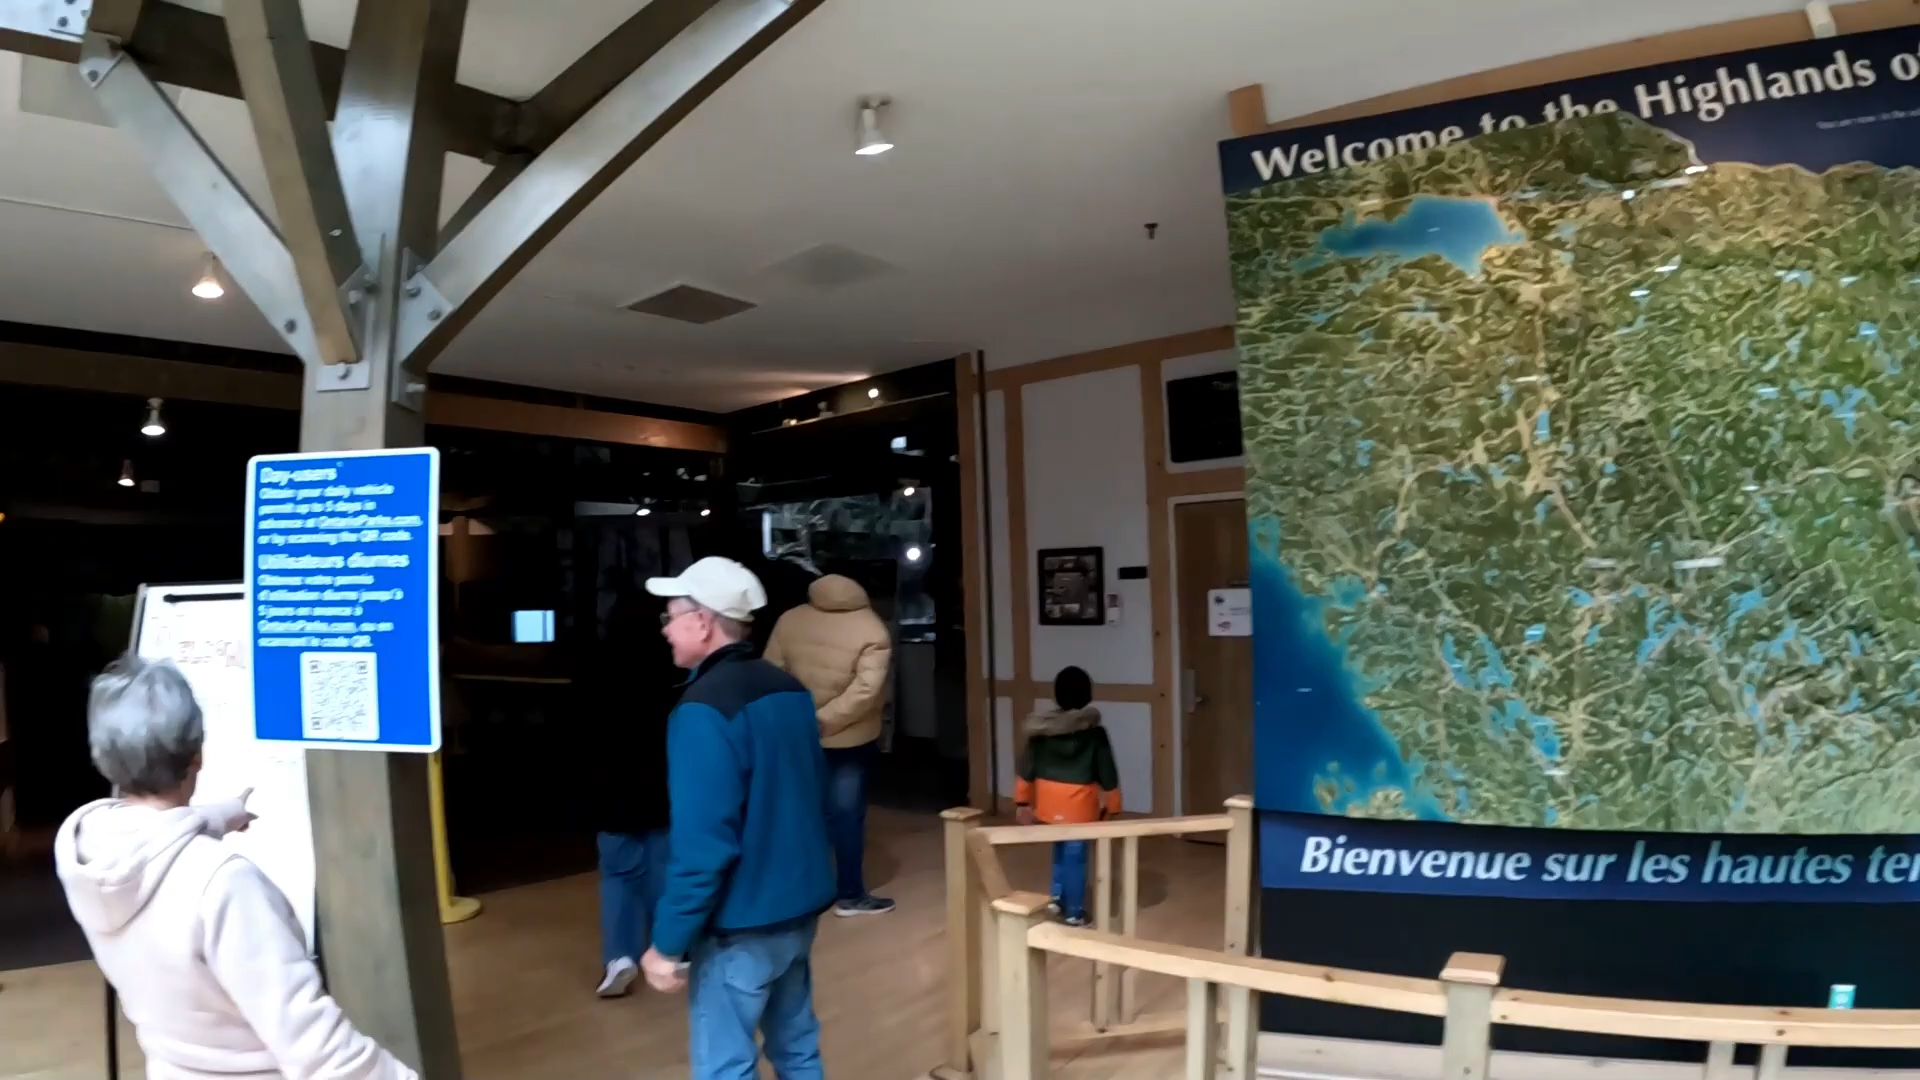 Welcome to the Highlands o
Day-users
Obtain your daily vehicle
permit up to 5 days in
advance at OntarioParks.com,
or by scanning the QR code.
Utilisateurs diurnes
Obtenez votre permis
d'utilisation diurne jusqu'à
5 jours en avance à
OntarioParks.com, ou en
scannant le code QR.
Bienvenue sur les hautes ter